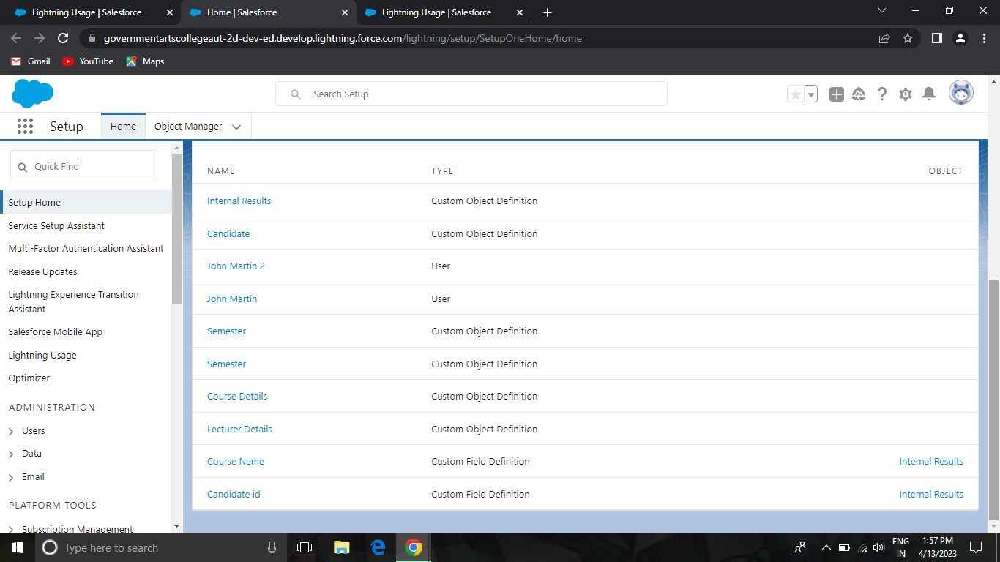 Lightning Usage | Salesforce
Home | Salesforce
Lightning Usage | Salesforce
governmentartscollegeaut-2d-dev-ed.develop.lightning.force.com/lightning/setup/SetupOneHome/home
Gmail
YouTube
Maps
Search Setup
Setup
Home
Object Manager
Quick Find
Setup Home
Service Setup Assistant
Multi-Factor Authentication Assistant
Release Updates
Lightning Experience Transition
Assistant
Salesforce Mobile App
Lightning Usage
Optimizer
ADMINISTRATION
Users
Data
Email
PLATFORM TOOLS
Subscription Management
NAME TYPE OBJECT
Internal Results Custom Object Definition
Candidate Custom Object Definition
John Martin 2 User
John Martin User
Semester Custom Object Definition
Semester Custom Object Definition
Course Details Custom Object Definition
Lecturer Details Custom Object Definition
Course Name Custom Field Definition Internal Results
Candidate id Custom Field Definition Internal Results
Type here to search
ENG
IN
1:57 PM
4/13/2023